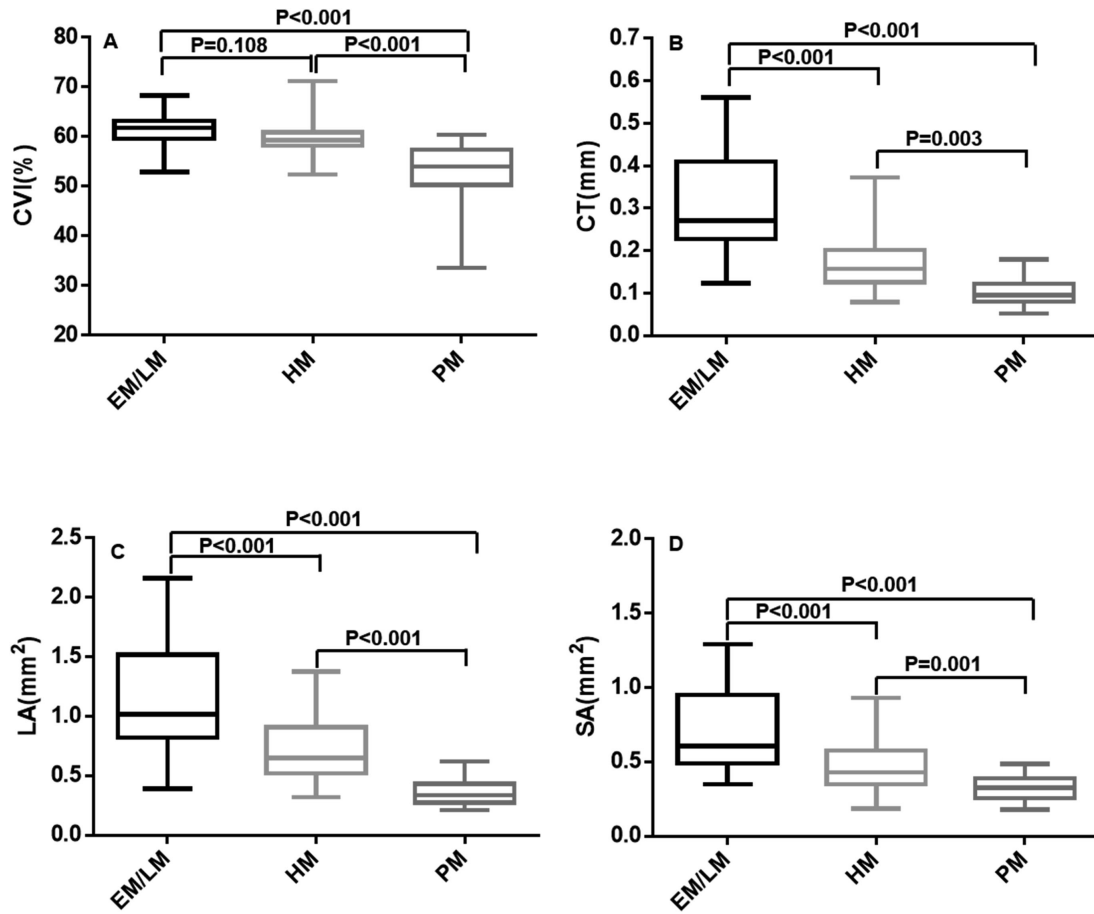 A
P<0.001
P=0.108 P<0.001
CVI(%)
80
70
60
50
40
30
20
EM/LM HM PM
B
P<0.001
P<0.001
P=0.003
CT(mm)
0.7
0.6
0.5
0.4
0.3
0.2
0.1
0.0
EM/LM HM PM
C
P<0.001
P<0.001
P<0.001
LA(mm²)
2.5
2.0
1.5
1.0
0.5
0.0
EM/LM HM PM
D
P<0.001
P<0.001
P=0.001
SA(mm²)
2.0
1.5
1.0
0.5
0.0
EM/LM HM PM